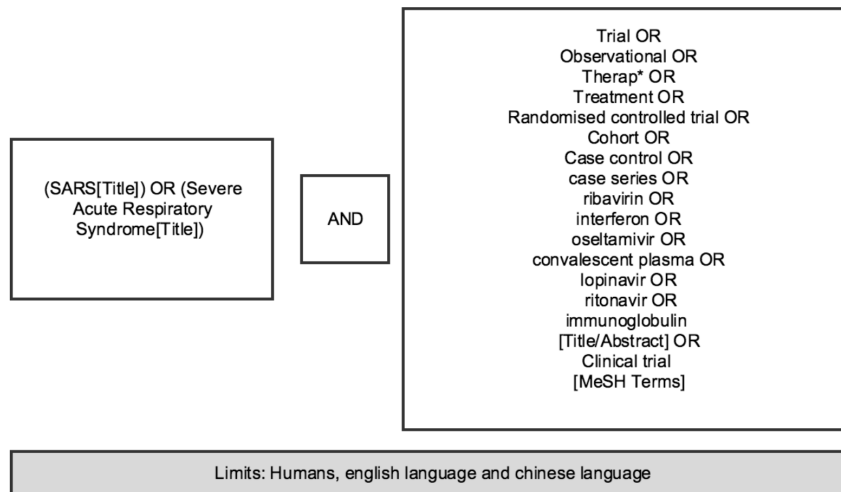 (SARS[Title]) OR (Severe
Acute Respiratory
Syndrome[Title])
AND
Trial OR
Observational OR
Therap* OR
Treatment OR
Randomised controlled trial OR
Cohort OR
Case control OR
case series OR
ribavirin OR
interferon OR
oseltamivir OR
convalescent plasma OR
lopinavir OR
ritonavir OR
immunoglobulin
[Title/Abstract] OR
Clinical trial
[MeSH Terms]
Limits: Humans, english language and chinese language